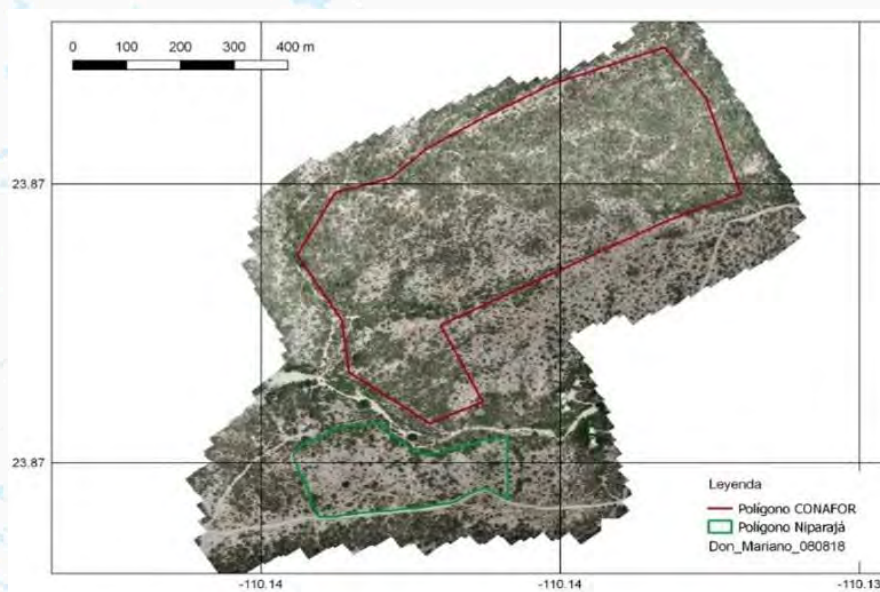 0 100 200 300 400 m
23.87
23.87
Leyenda
Polígono CONAFOR
Polígono Niparajá
Don_Mariano_080818
-110.14 -110.14 -110.13